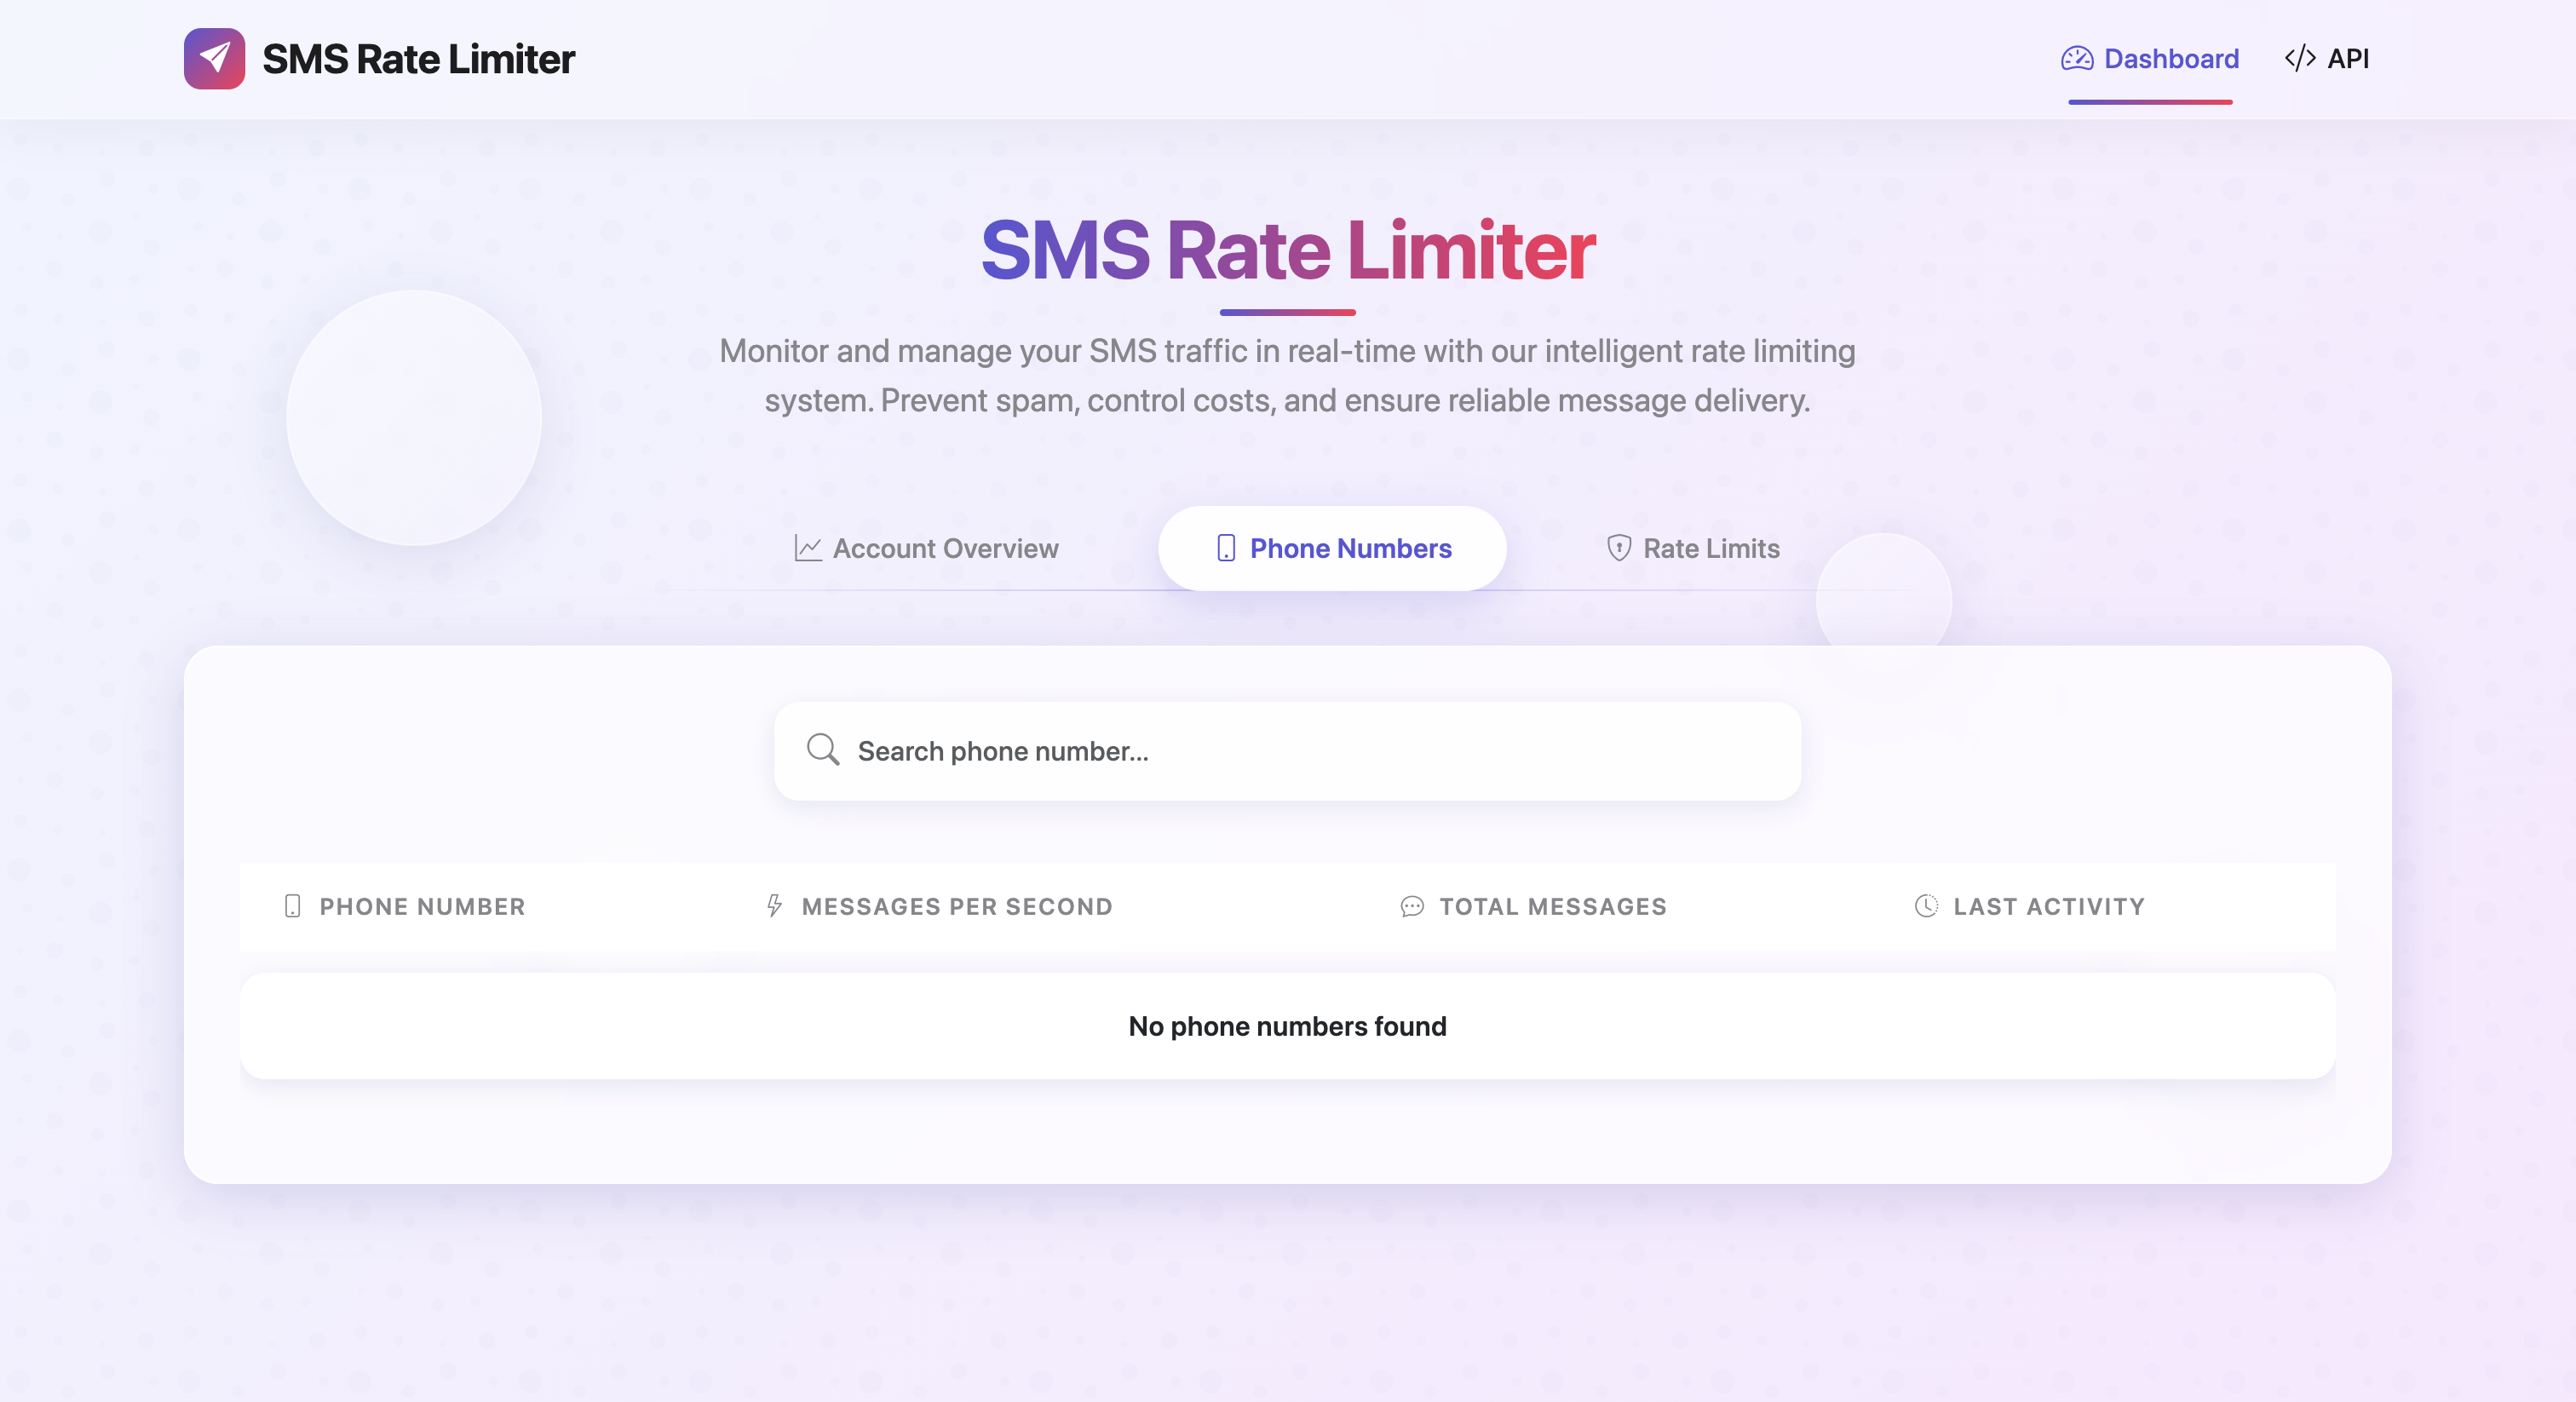 SMS Rate Limiter
Dashboard
API
SMS Rate Limiter
Monitor and manage your SMS traffic in real-time with our intelligent rate limiting
system. Prevent spam, control costs, and ensure reliable message delivery.
Account Overview
Phone Numbers
Rate Limits
Search phone number...
PHONE NUMBER
MESSAGES PER SECOND
TOTAL MESSAGES
LAST ACTIVITY
No phone numbers found